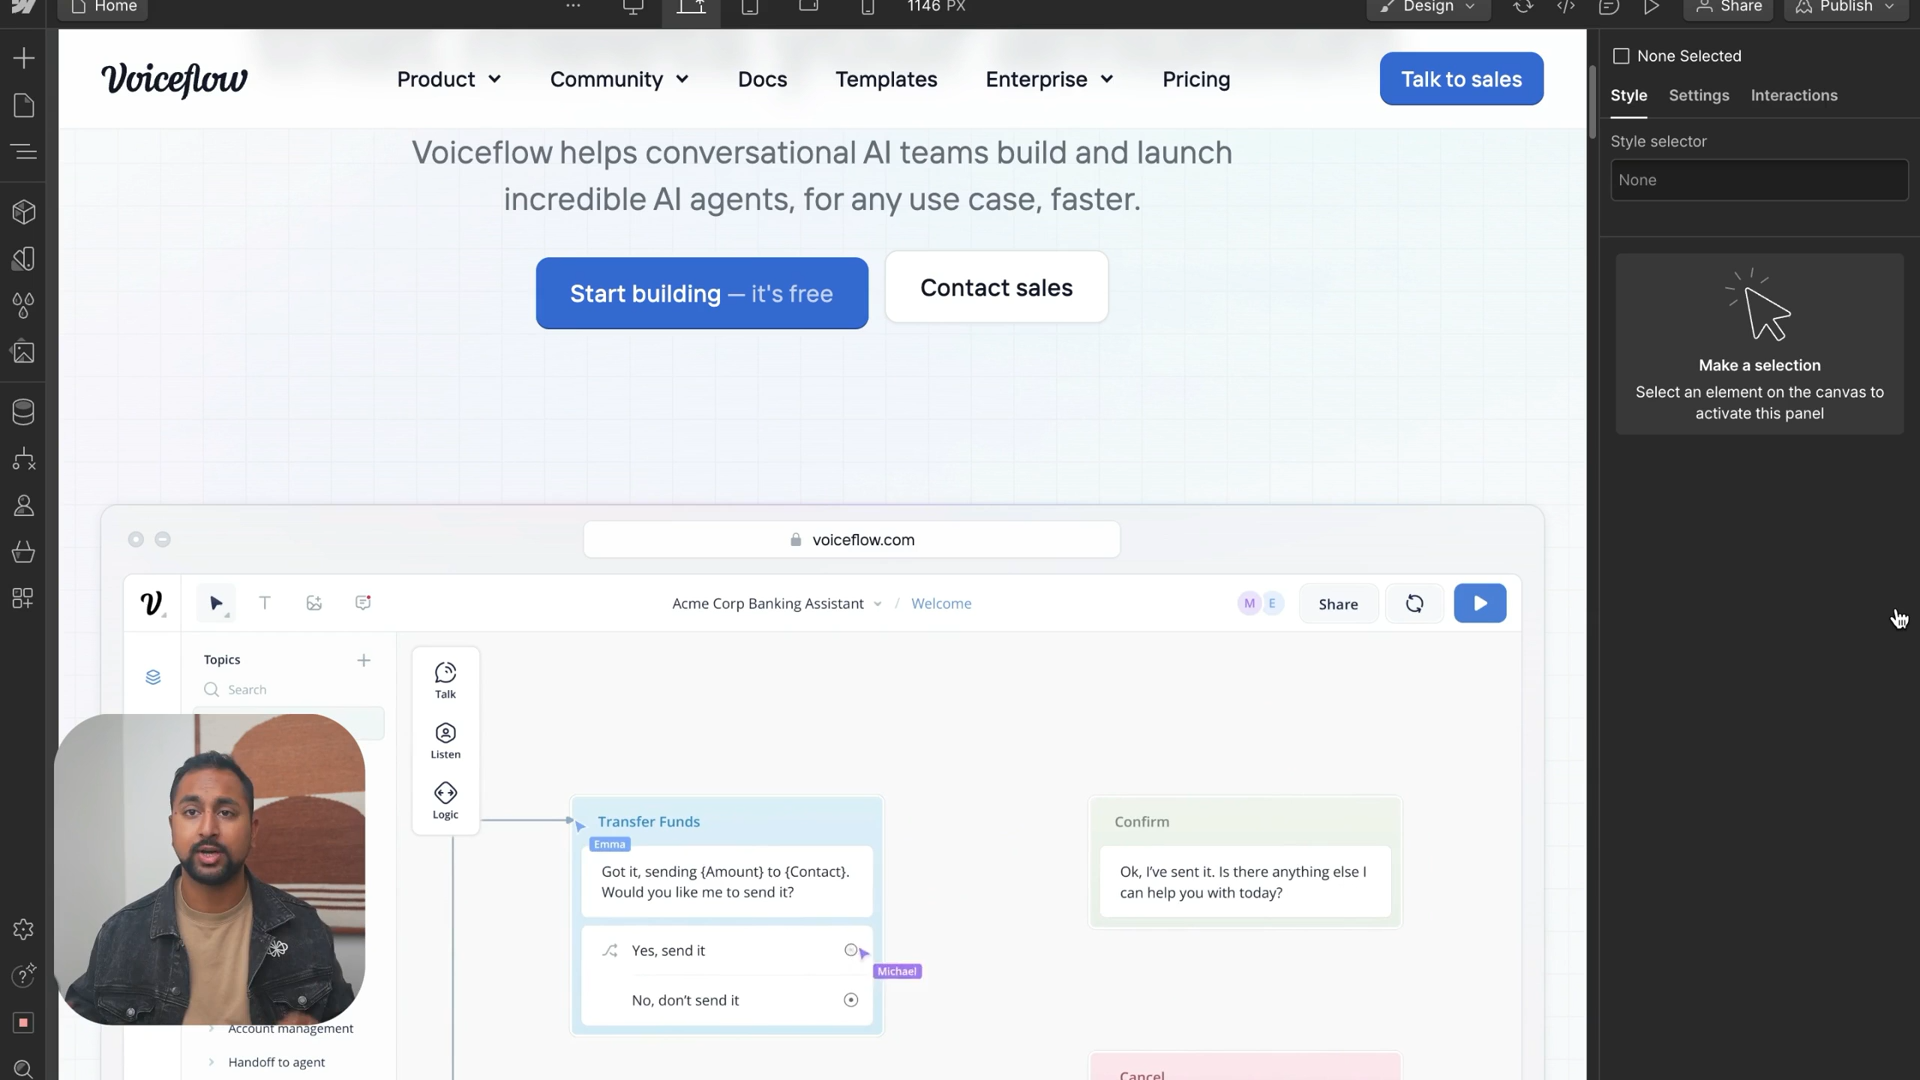 Home
1146 PX
Design
Share
Publish
Voiceflow
Product
Community
Docs
Templates
Enterprise
Pricing
Talk to sales
Voiceflow helps conversational AI teams build and launch
incredible AI agents, for any use case, faster.
Start building — it's free
Contact sales
voiceflow.com
Acme Corp Banking Assistant / Welcome
M
E
Share
Topics
Search
Talk
Listen
Logic
Transfer Funds
Emma
Got it, sending {Amount} to {Contact}.
Would you like me to send it?
Yes, send it
Michael
No, don't send it
Confirm
Ok, I've sent it. Is there anything else I
can help you with today?
Cancel
Account management
Handoff to agent
None Selected
Style
Settings
Interactions
Style selector
None
Make a selection
Select an element on the canvas to
activate this panel